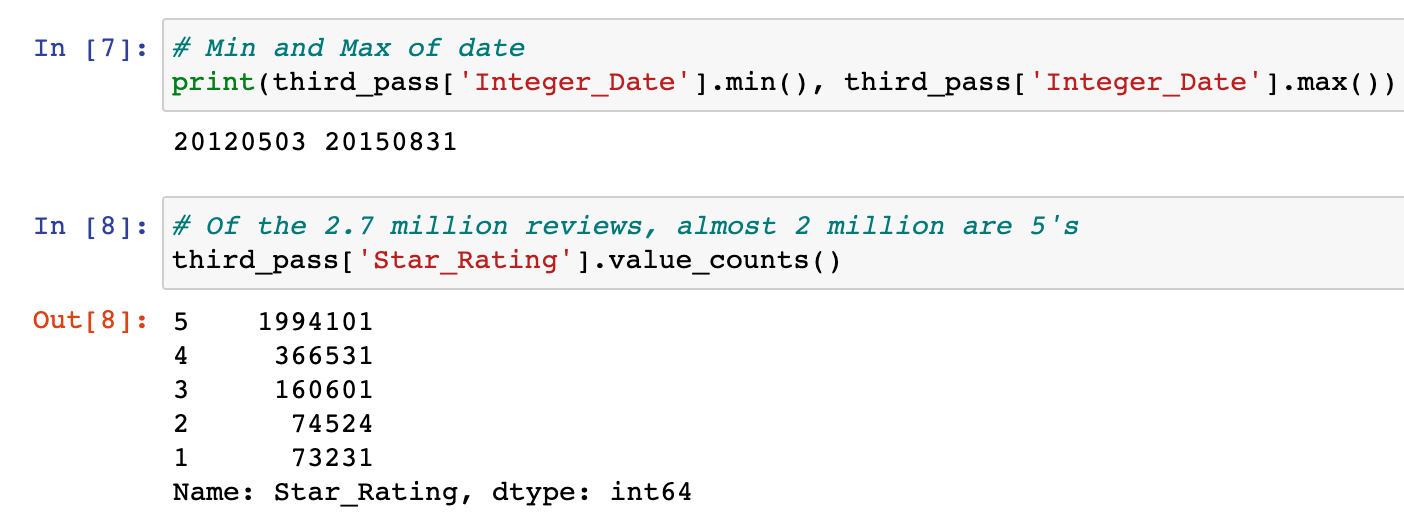 In [7]: # Min and Max of date
print(third_pass['Integer_Date'].min(), third_pass['Integer_Date'].max())
20120503 20150831
In [8]: # Of the 2.7 million reviews, almost 2 million are 5's
third_pass['Star_Rating'].value_counts()
Out[8]: 5    1994101
4     366531
3     160601
2      74524
1      73231
Name: Star_Rating, dtype: int64